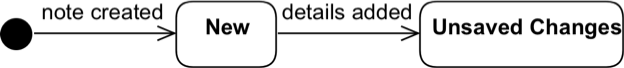 note created
New
details added
Unsaved Changes